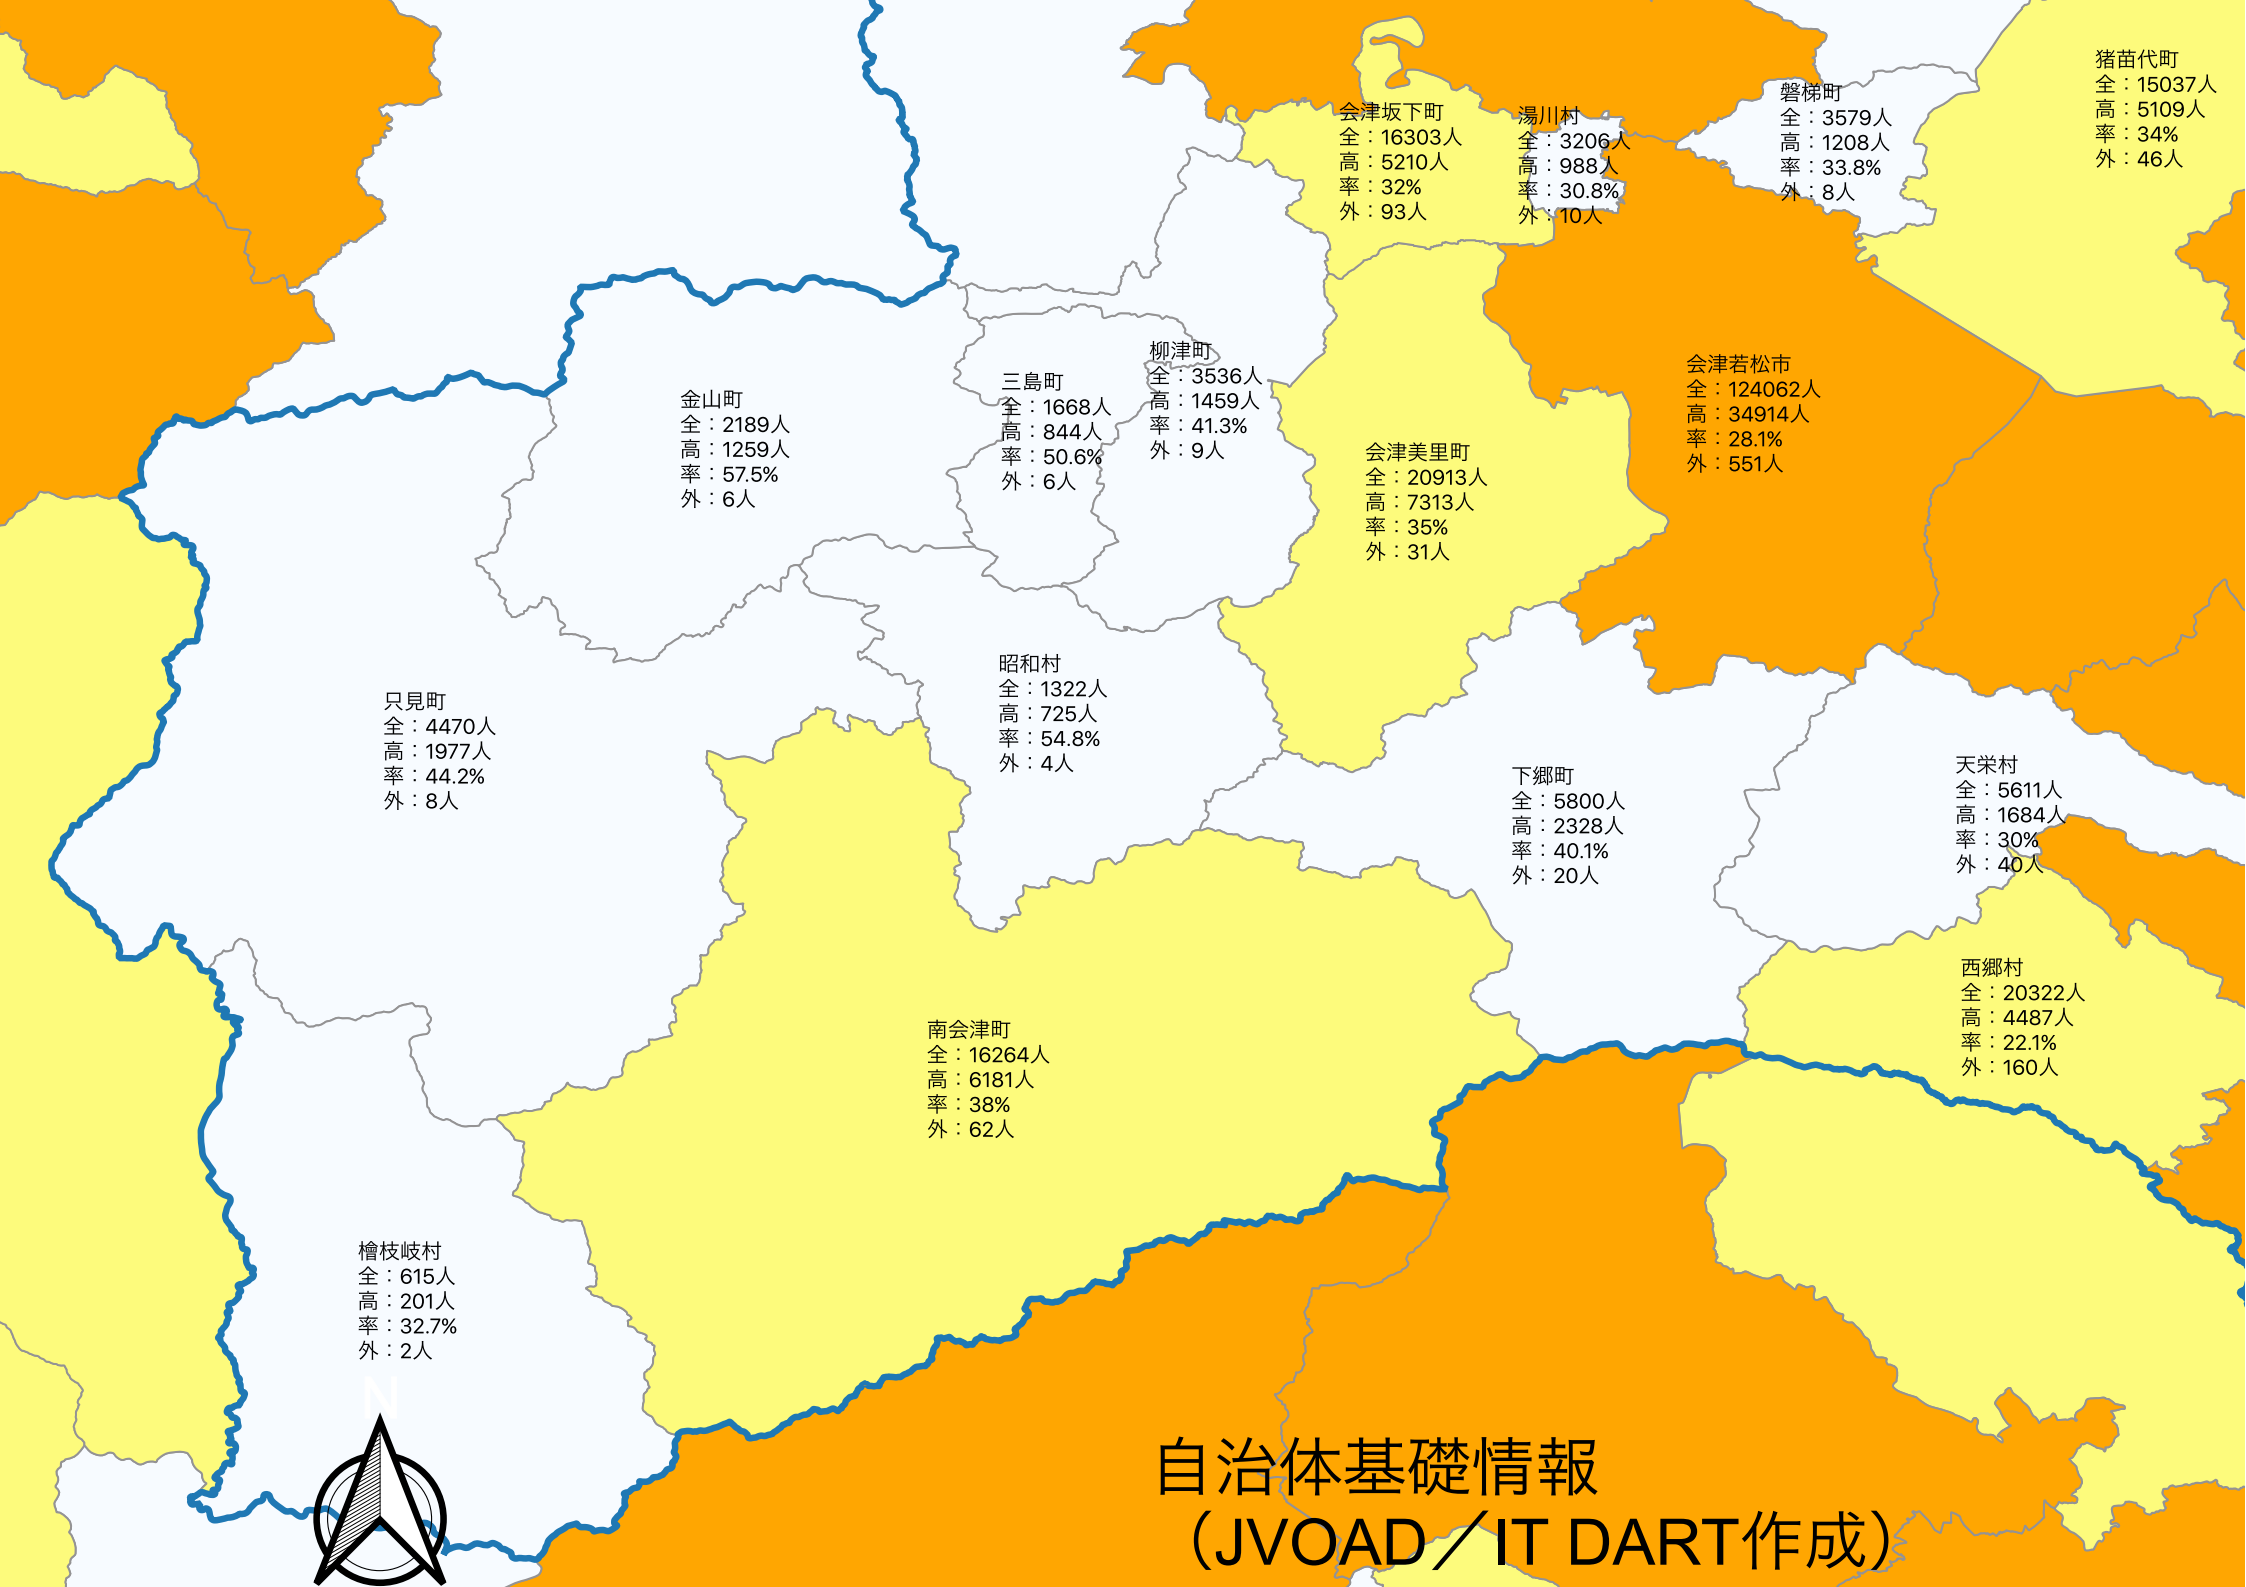 猪苗代町
全：15037人
高：5109人
率：34%
外：46人
磐梯町
全：3579人
高：1208人
率：33.8%
外：8人
会津坂下町
全：16303人
高：5210人
率：32%
外：93人
湯川村
全：3206人
高：988人
率：30.8%
外：10人
柳津町
全：3536人
高：1459人
率：41.3%
外：9人
会津若松市
全：124062人
高：34914人
率：28.1%
外：551人
三島町
全：1668人
高：844人
率：50.6%
外：6人
金山町
全：2189人
高：1259人
率：57.5%
外：6人
会津美里町
全：20913人
高：7313人
率：35%
外：31人
昭和村
全：1322人
高：725人
率：54.8%
外：4人
只見町
全：4470人
高：1977人
率：44.2%
外：8人
下郷町
全：5800人
高：2328人
率：40.1%
外：20人
天栄村
全：5611人
高：1684人
率：30%
外：40人
西郷村
全：20322人
高：4487人
率：22.1%
外：160人
南会津町
全：16264人
高：6181人
率：38%
外：62人
檜枝岐村
全：615人
高：201人
率：32.7%
外：2人
N
自治体基礎情報
（JVOAD／IT DART作成）